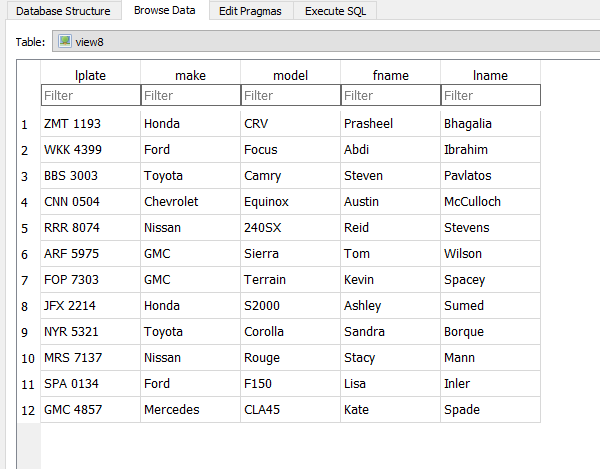 Database Structure Browse Data Edit Pragmas Execute SQL
Table: view8
lplate make model fname lname
Filter Filter Filter Filter Filter
1 ZMT 1193 Honda CRV Prasheel Bhagalia
2 WKK 4399 Ford Focus Abdi Ibrahim
3 BBS 3003 Toyota Camry Steven Pavlatos
4 CNN 0504 Chevrolet Equinox Austin McCulloch
5 RRR 8074 Nissan 240SX Reid Stevens
6 ARF 5975 GMC Sierra Tom Wilson
7 FOP 7303 GMC Terrain Kevin Spacey
8 JFX 2214 Honda S2000 Ashley Sumed
9 NYR 5321 Toyota Corolla Sandra Borque
10 MRS 7137 Nissan Rouge Stacy Mann
11 SPA 0134 Ford F150 Lisa Inler
12 GMC 4857 Mercedes CLA45 Kate Spade